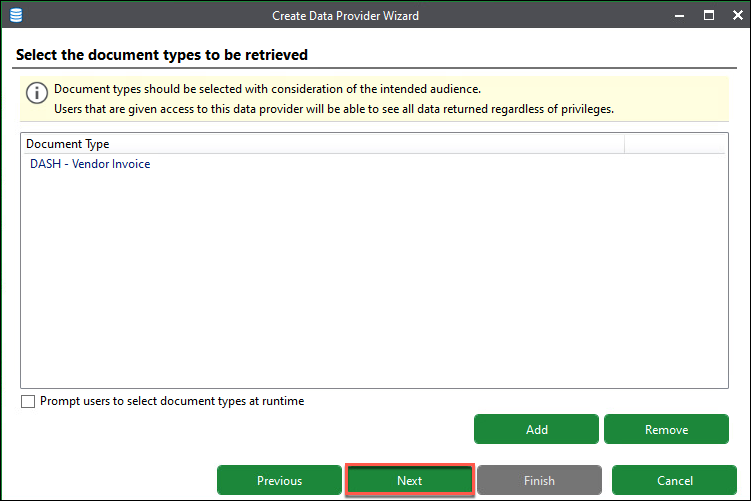 Create Data Provider Wizard
Select the document types to be retrieved
Document types should be selected with consideration of the intended audience.
Users that are given access to this data provider will be able to see all data returned regardless of privileges.
Document Type
DASH - Vendor Invoice
Prompt users to select document types at runtime
Add
Remove
Previous
Next
Finish
Cancel